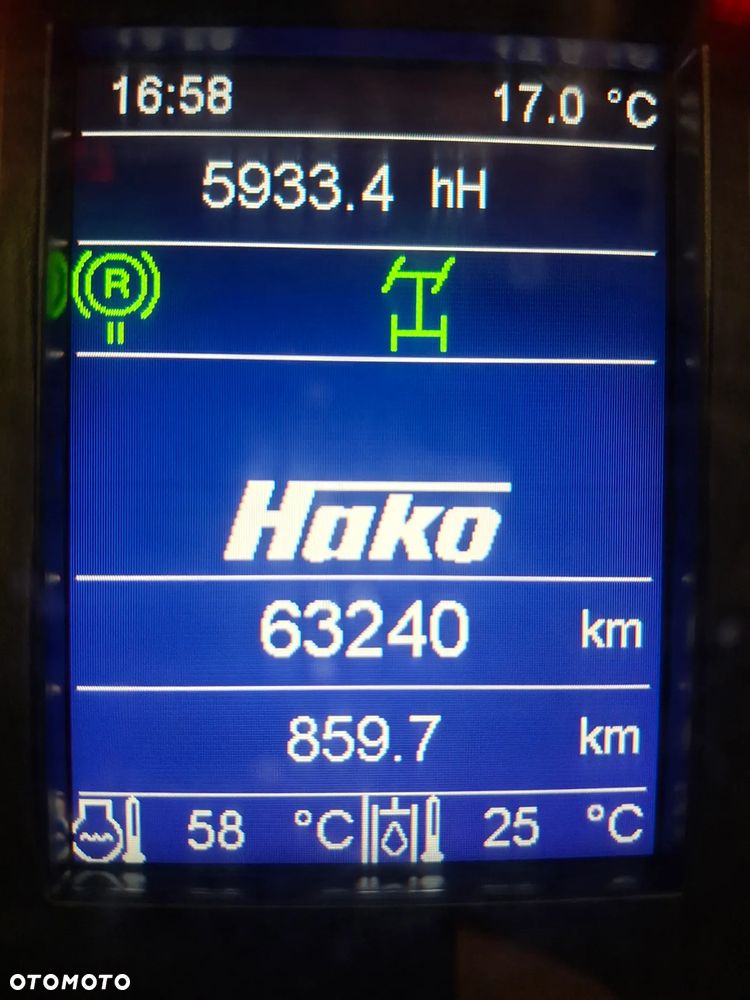 16:58 17.0 °C
5933.4 hH
R
Hako
63240 km
859.7 km
58 °C 25 °C
OTOMOTO